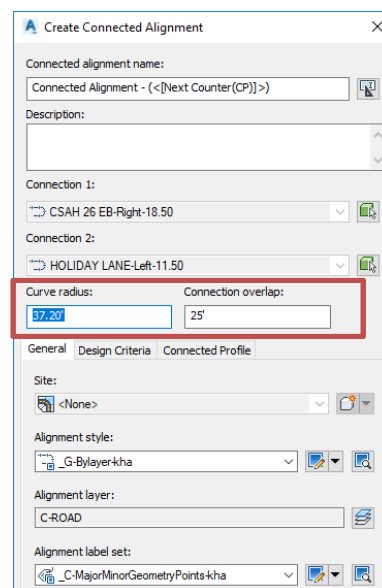 Create Connected Alignment
Connected alignment name:
Connected Alignment - (<[Next Counter(CP)]>)
Description:
Connection 1:
CSAH 26 EB-Right-18.50
Connection 2:
HOLIDAY LANE-Left-11.50
Curve radius: Connection overlap:
37.20' 25'
General Design Criteria Connected Profile
Site:
<None>
Alignment style:
_G-Bylayer-kha
Alignment layer:
C-ROAD
Alignment label set:
_C-MajorMinorGeometryPoints-kha